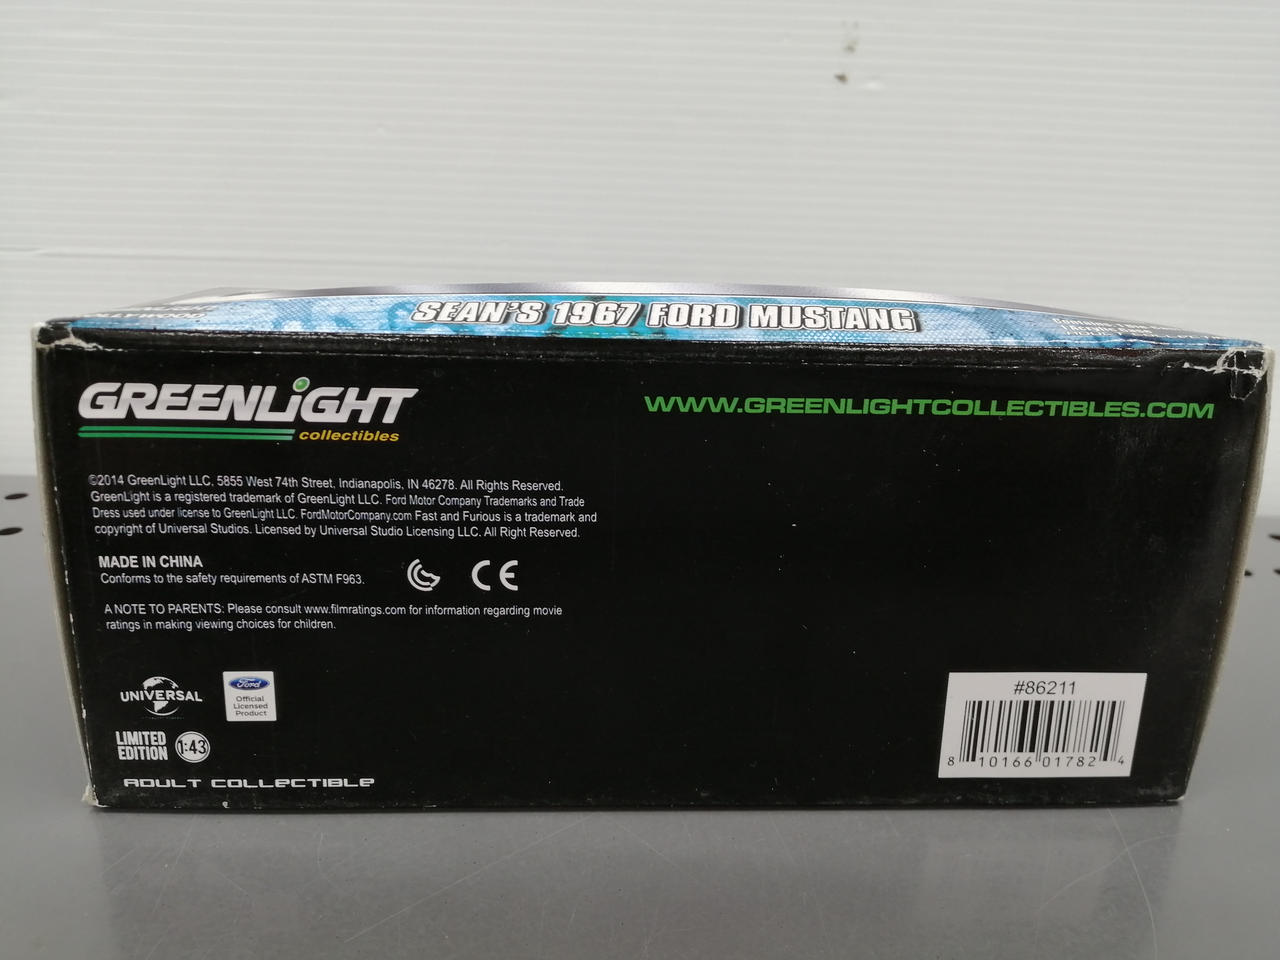 SEAN'S 1967 FORD MUSTANG
GREENLiGHT
collectibles
WWW.GREENLIGHTCOLLECTIBLES.COM
©2014 GreenLight LLC, 5855 West 74th Street, Indianapolis, IN 46278. All Rights Reserved.
GreenLight is a registered trademark of GreenLight LLC. Ford Motor Company Trademarks and Trade
Dress used under license to GreenLight LLC. FordMotorCompany.com Fast and Furious is a trademark and
copyright of Universal Studios. Licensed by Universal Studio Licensing LLC. All Right Reserved.
MADE IN CHINA
Conforms to the safety requirements of ASTM F963.
CE
A NOTE TO PARENTS: Please consult www.filmratings.com for information regarding movie
ratings in making viewing choices for children.
UNIVERSAL
Ford
Official
Licensed
Product
LIMITED
EDITION
1:43
ADULT COLLECTIBLE
#86211
8 10166 01782 4